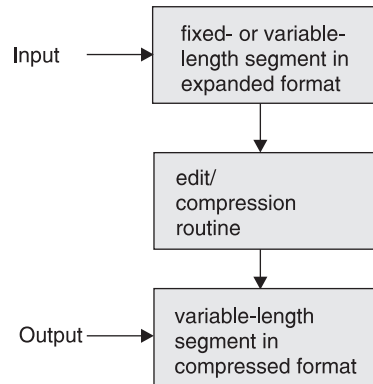 Input
fixed- or variable-
length segment in
expanded format
edit/
compression
routine
Output
variable-length
segment in
compressed format